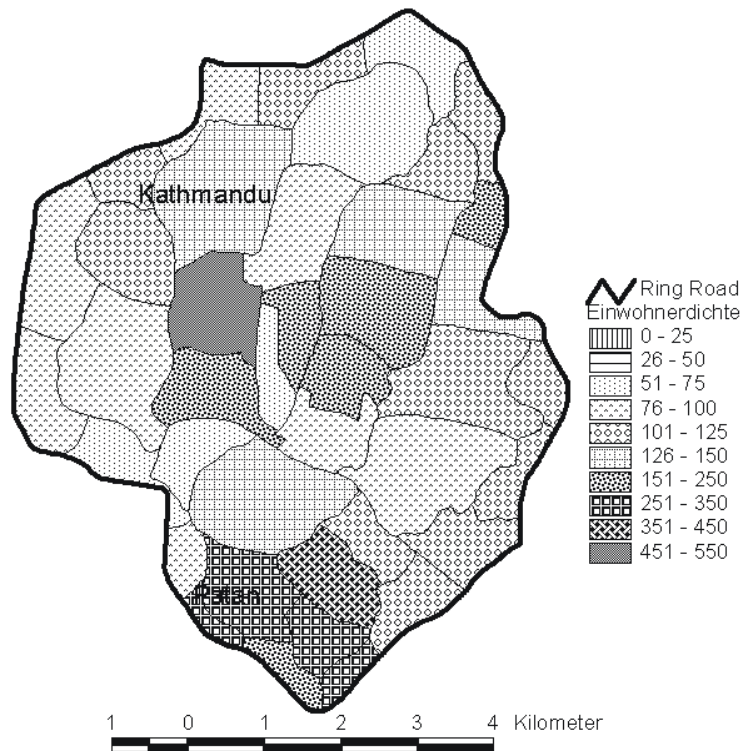 Kathmandu
Patan
Ring Road
Einwohnerdichte
0 - 25
26 - 50
51 - 75
76 - 100
101 - 125
126 - 150
151 - 250
251 - 350
351 - 450
451 - 550
1 0 1 2 3 4 Kilometer